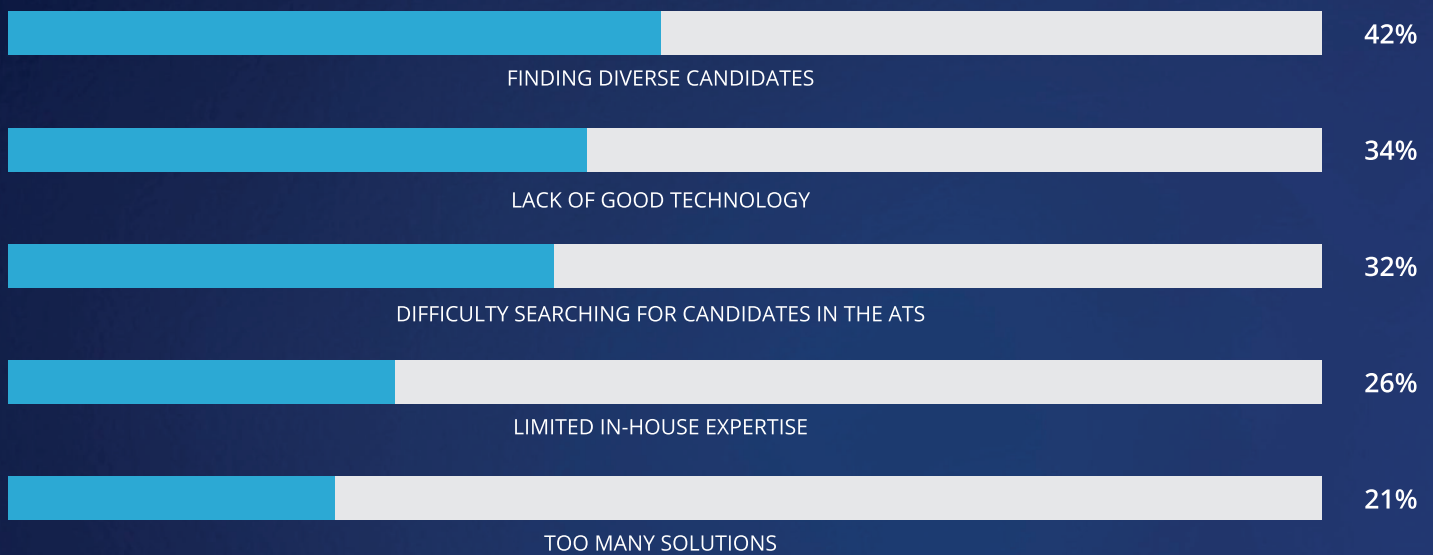 42%
FINDING DIVERSE CANDIDATES
34%
LACK OF GOOD TECHNOLOGY
32%
DIFFICULTY SEARCHING FOR CANDIDATES IN THE ATS
26%
LIMITED IN-HOUSE EXPERTISE
21%
TOO MANY SOLUTIONS